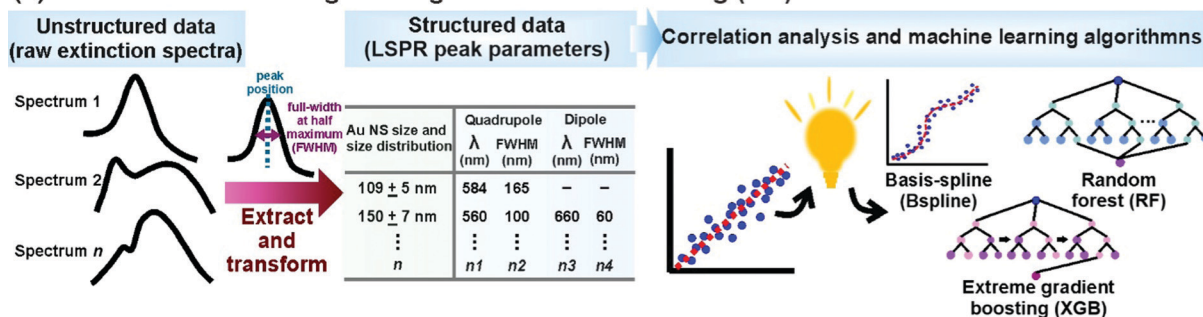 Unstructured data
(raw extinction spectra)
Structured data
(LSPR peak parameters)
Correlation analysis and machine learning algorithmns
Spectrum 1
Spectrum 2
Spectrum n
peak
position
full-width
at half
maximum
(FWHM)
Extract
and
transform
Au NS size and
size distribution
Quadrupole
Dipole
λ
(nm)
FWHM
(nm)
λ
(nm)
FWHM
(nm)
109 ± 5 nm 584 165 – –
150 ± 7 nm 560 100 660 60
⋮ ⋮ ⋮ ⋮ ⋮
n n1 n2 n3 n4
Basis-spline
(Bspline)
Random
forest (RF)
Extreme gradient
boosting (XGB)